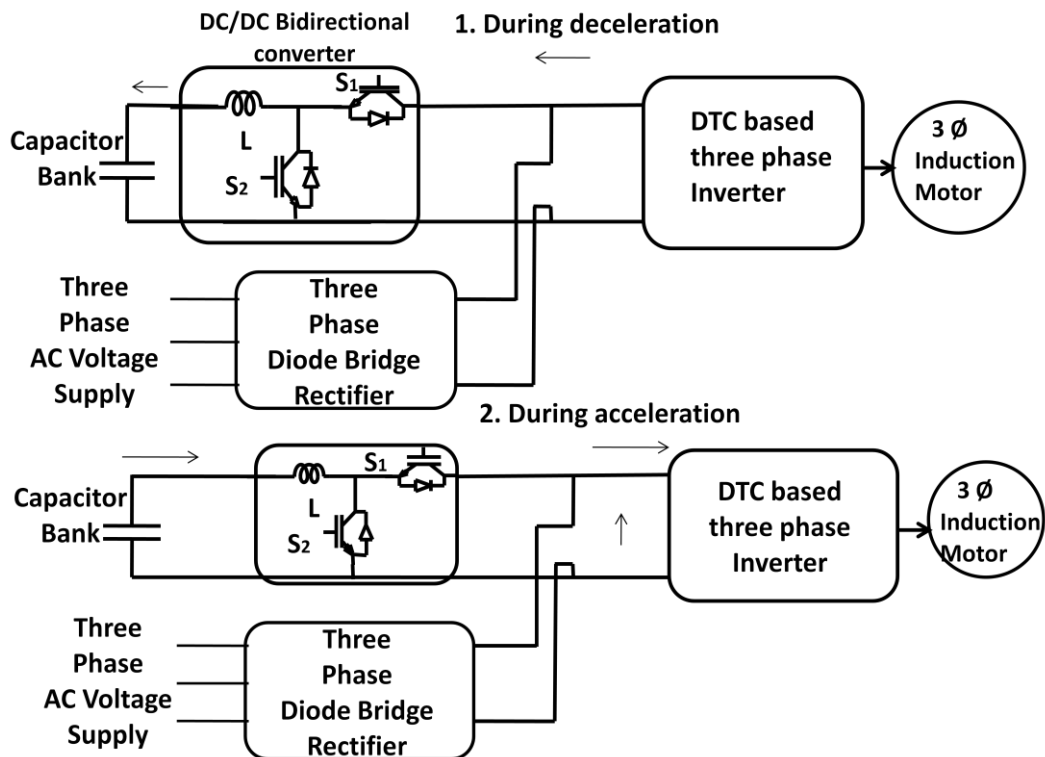 DC/DC Bidirectional
converter
1. During deceleration
S1
L
S2
Capacitor
Bank
DTC based
three phase
Inverter
3 Ø
Induction
Motor
Three
Phase
AC Voltage
Supply
Three
Phase
Diode Bridge
Rectifier
2. During acceleration
S1
L
S2
Capacitor
Bank
DTC based
three phase
Inverter
3 Ø
Induction
Motor
Three
Phase
AC Voltage
Supply
Three
Phase
Diode Bridge
Rectifier